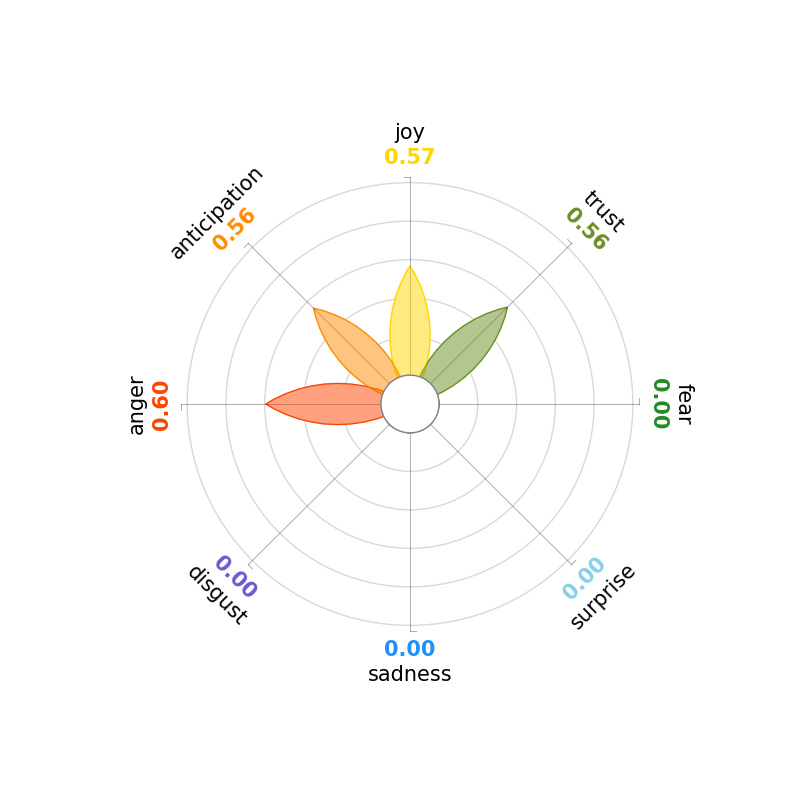 joy
0.57
trust
0.56
fear
0.00
surprise
0.00
0.00
sadness
0.00
disgust
anger
0.60
anticipation
0.56